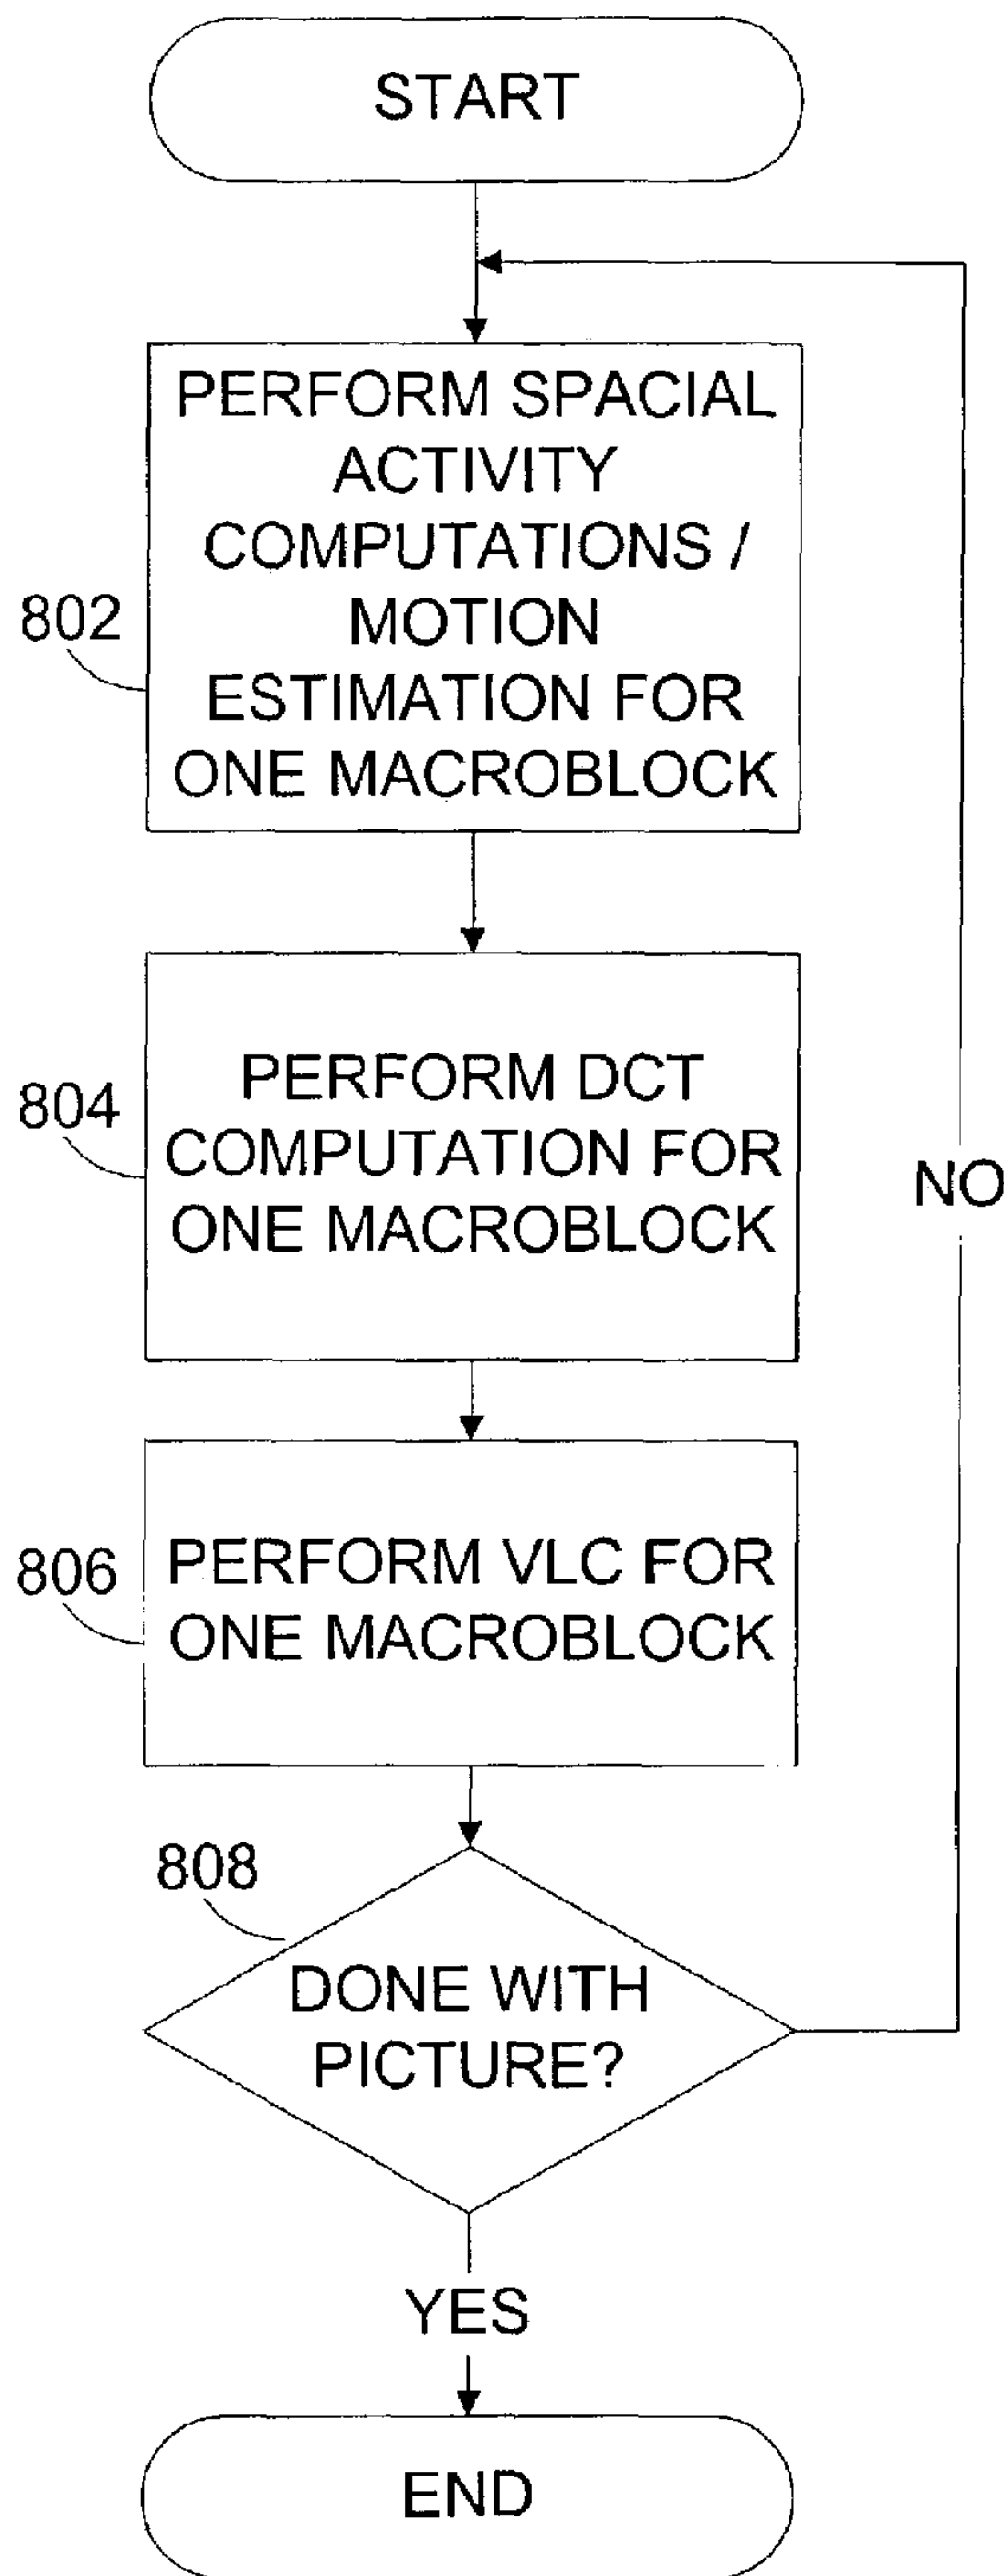 START
PERFORM SPACIAL
ACTIVITY
COMPUTATIONS /
MOTION
ESTIMATION FOR
ONE MACROBLOCK
802
PERFORM DCT
COMPUTATION FOR
ONE MACROBLOCK
804
NO
PERFORM VLC FOR
ONE MACROBLOCK
806
808
DONE WITH
PICTURE?
YES
END